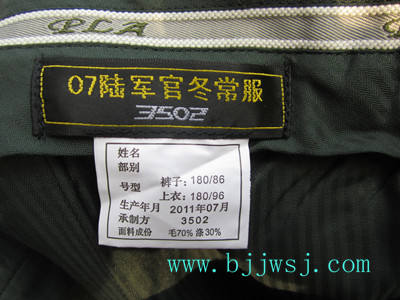 PLA
07陆军官冬常服
3502
姓名
部别
号型 裤子:180/86
上衣:180/96
生产年月 2011年07月
承制方 3502
面料成份 毛70% 涤30%
www.bjjwsj.com